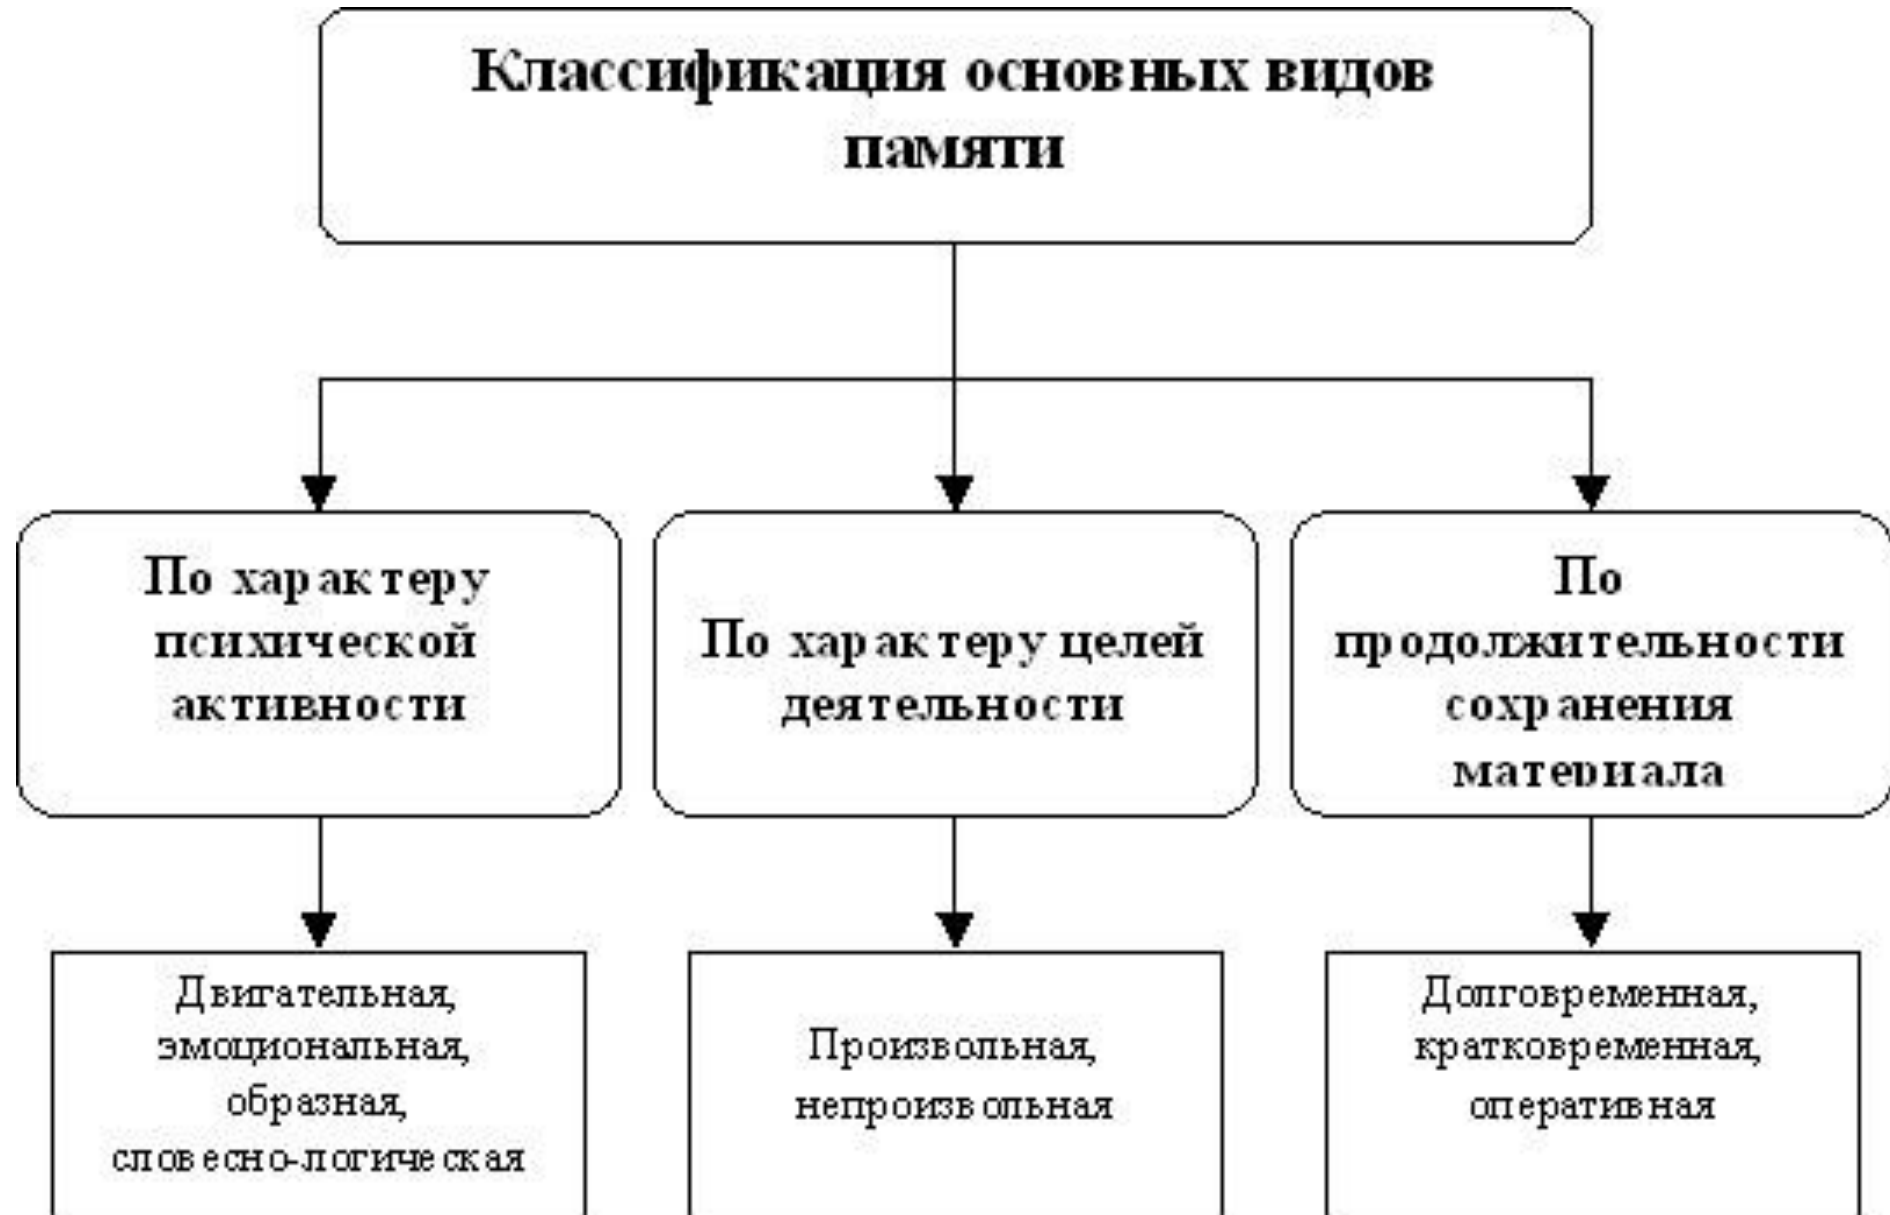 Классификация основных видов
памяти
По характеру
психической
активности
По характеру целей
деятельности
По
продолжительности
сохранения
материала
Двигательная,
эмоциональная,
образная,
словесно-логическая
Произвольная,
непроизвольная
Долговременная,
кратковременная,
оперативная